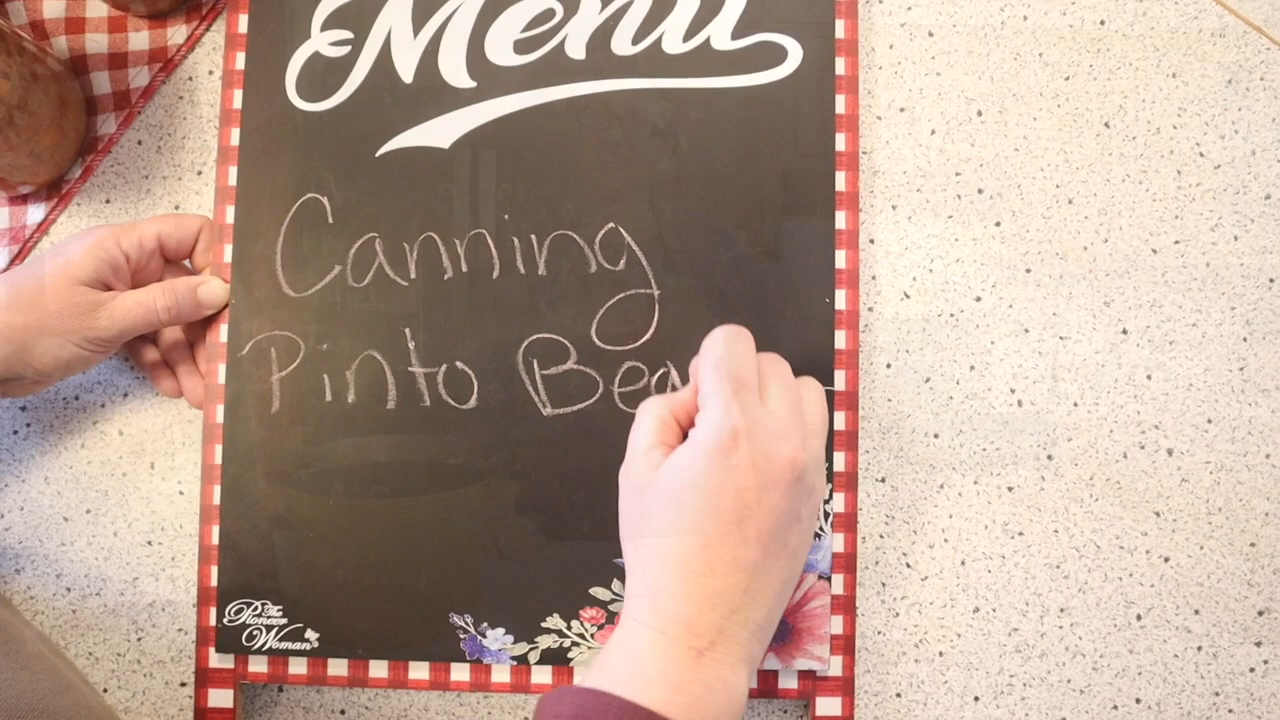 Menu
Canning
Pinto Bea
The
Pioneer
Woman